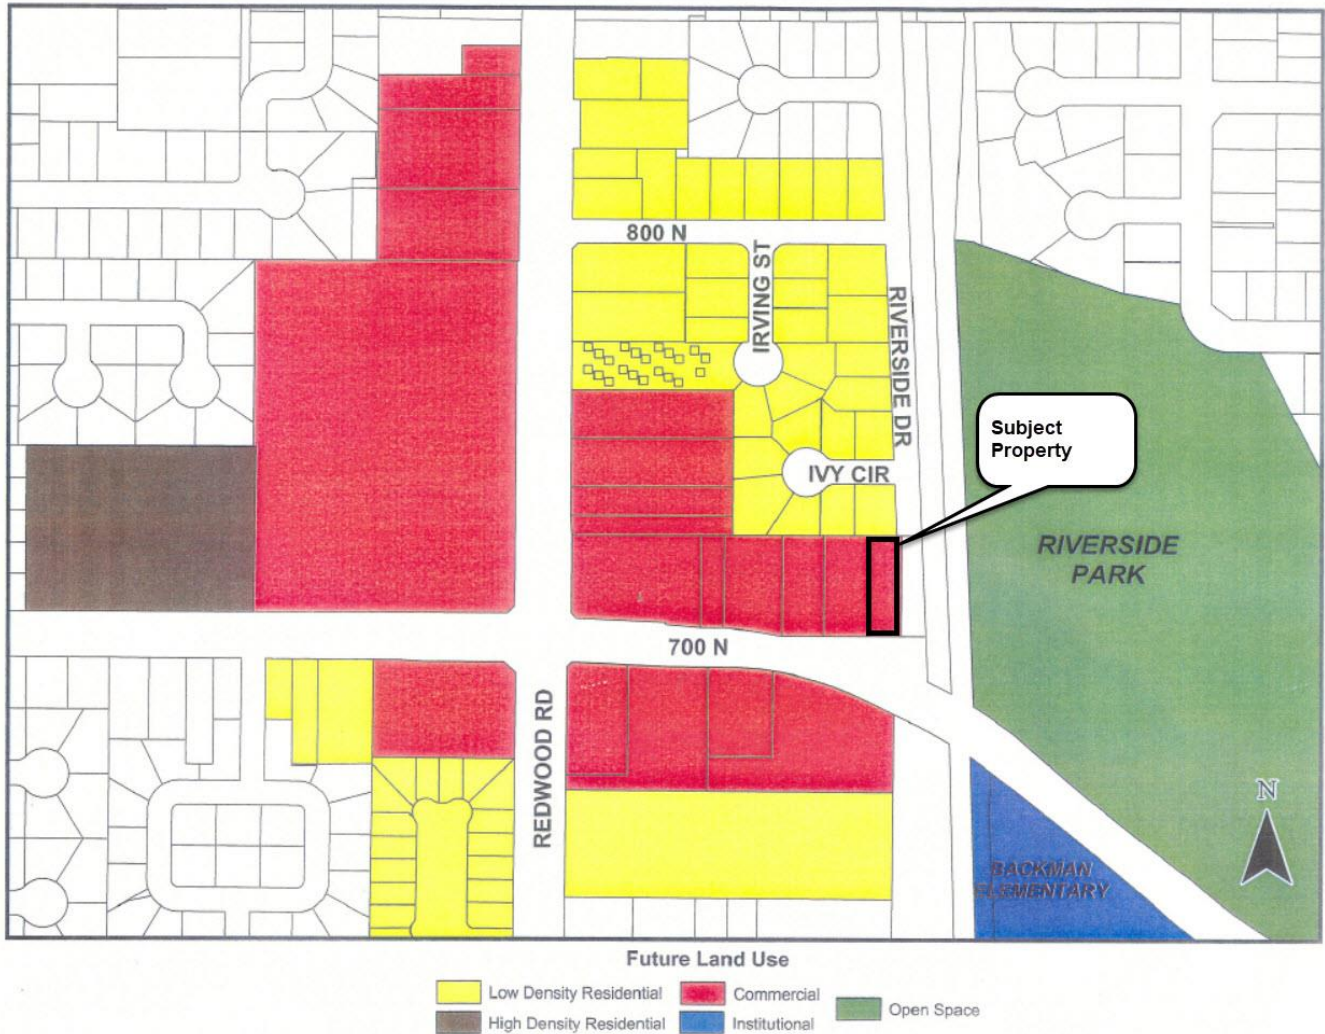 800 N
IRVING ST
RIVERSIDE DR
Subject
Property
IVY CIR
RIVERSIDE
PARK
700 N
REDWOOD RD
N
BACKMAN
ELEMENTARY
Future Land Use
Low Density Residential
Commercial
Open Space
High Density Residential
Institutional